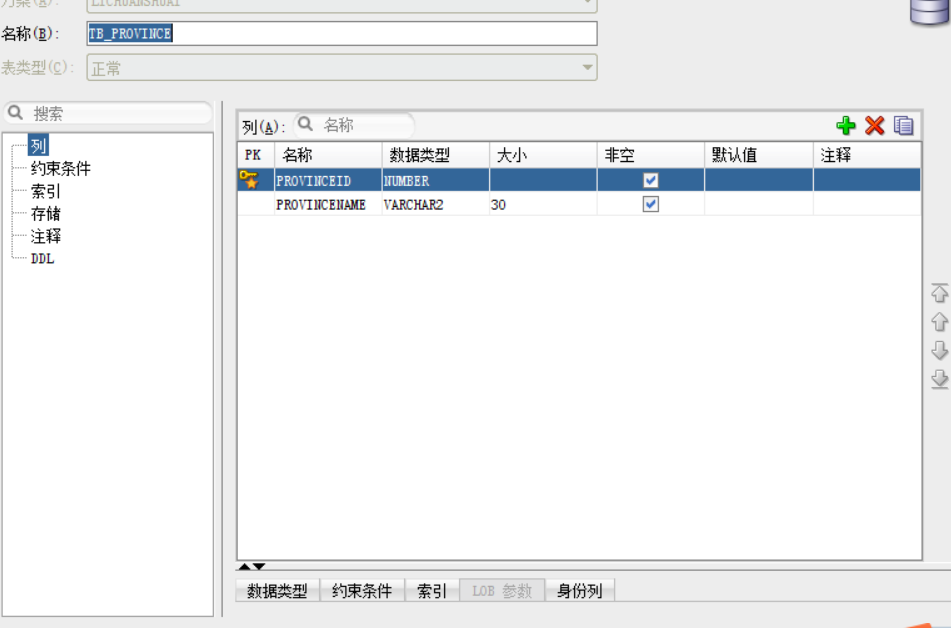 方案(S): LICHUANSHUAI
名称(B): TB_PROVINCE
表类型(C): 正常
搜索
列
约束条件
索引
存储
注释
DDL
列(A): 名称
PK 名称 数据类型 大小 非空 默认值 注释
PROVINCEID NUMBER
PROVINCENAME VARCHAR2 30
数据类型 约束条件 索引 LOB 参数 身份列